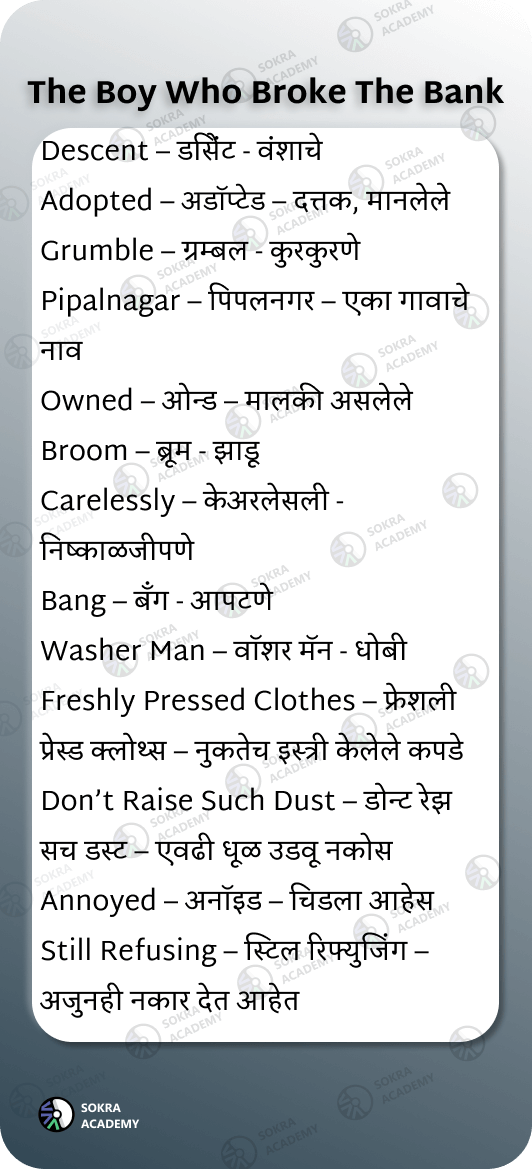 The Boy Who Broke The Bank
Descent – डिसेंट - वंशाचे
Adopted – अडॉप्टेड – दत्तक, मानलेले
Grumble – ग्रम्बल - कुरकुरणे
Pipalnagar – पिपलनगर – एका गावाचे
नाव
Owned – ओन्ड – मालकी असलेले
Broom – ब्रूम - झाडू
Carelessly – केअरलेसली -
निष्काळजीपणे
Bang – बँग - आपटणे
Washer Man – वॉशर मॅन - धोबी
Freshly Pressed Clothes – फ्रेशली
प्रेस्ड क्लोथ्स – नुकतेच इस्त्री केलेले कपडे
Don’t Raise Such Dust – डोन्ट रेझ
सच डस्ट – एवढी धूळ उडवू नकोस
Annoyed – अनॉइड – चिडला आहेस
Still Refusing – स्टिल रिफ्युजिंग –
अजुनही नकार देत आहेत
SOKRA
ACADEMY